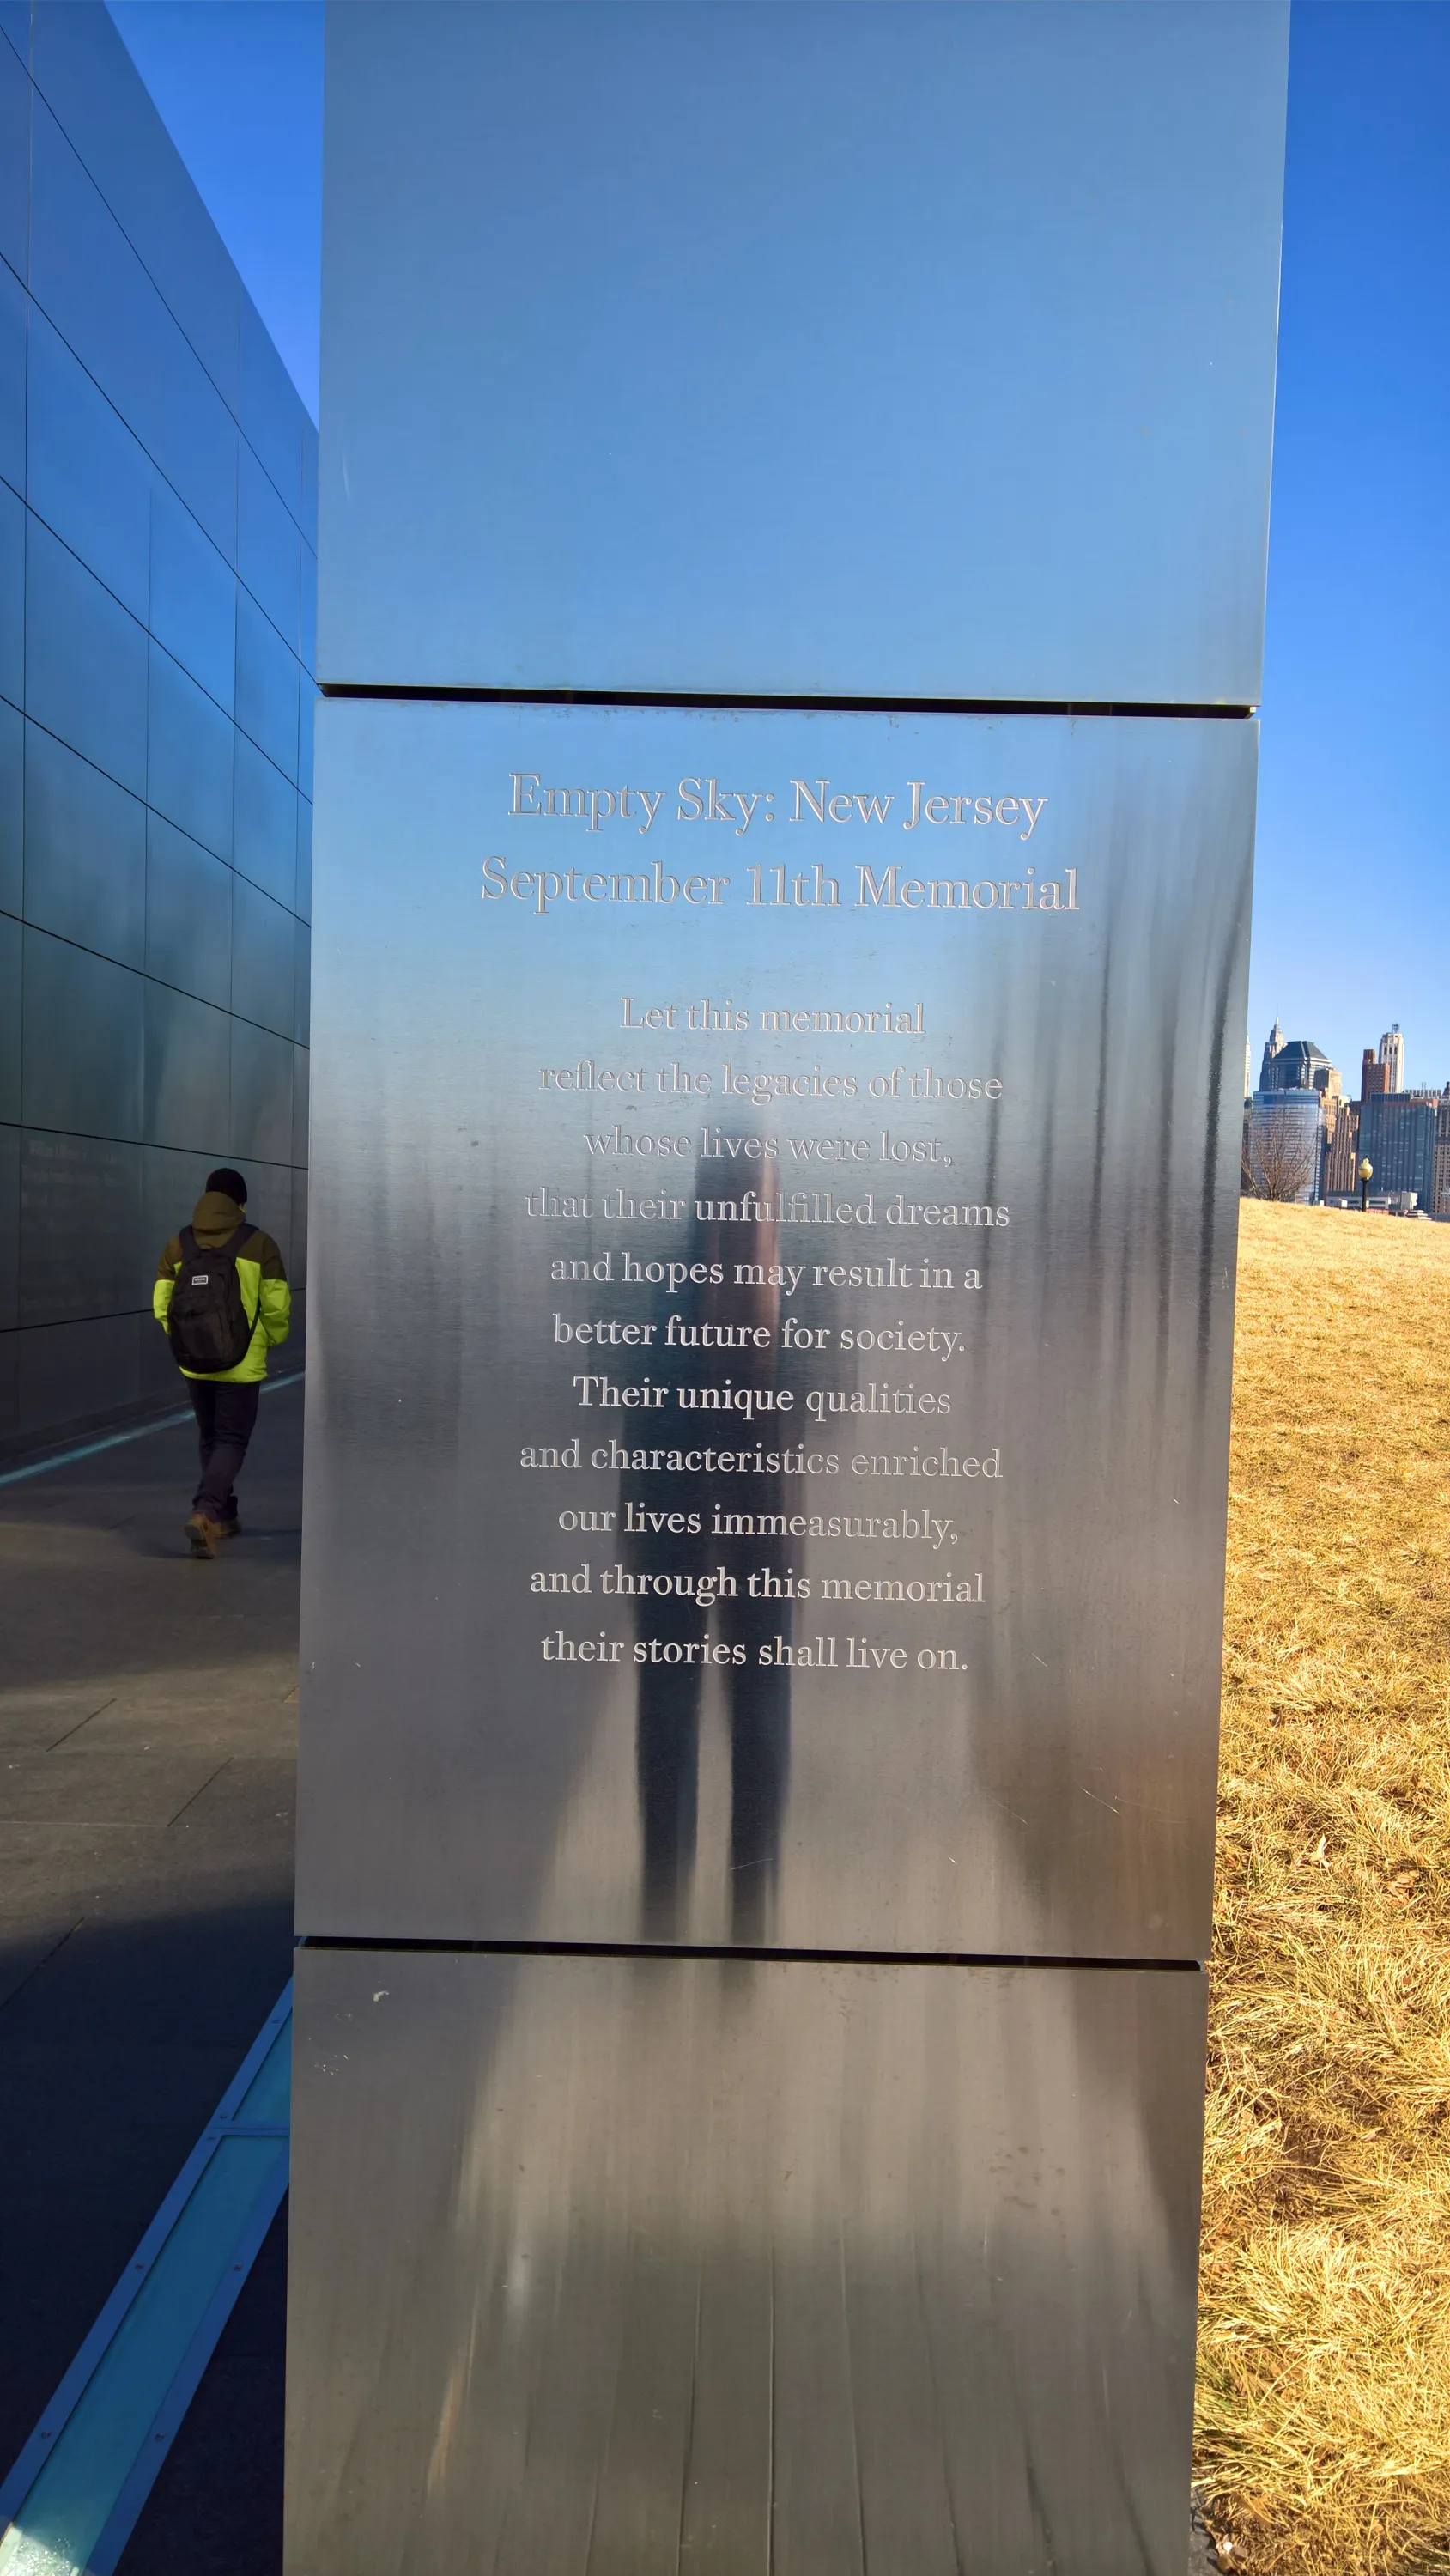 Empty Sky: New Jersey
September 11th Memorial
Let this memorial
reflect the legacies of those
whose lives were lost,
that their unfulfilled dreams
and hopes may result in a
better future for society.
Their unique qualities
and characteristics enriched
our lives immeasurably,
and through this memorial
their stories shall live on.